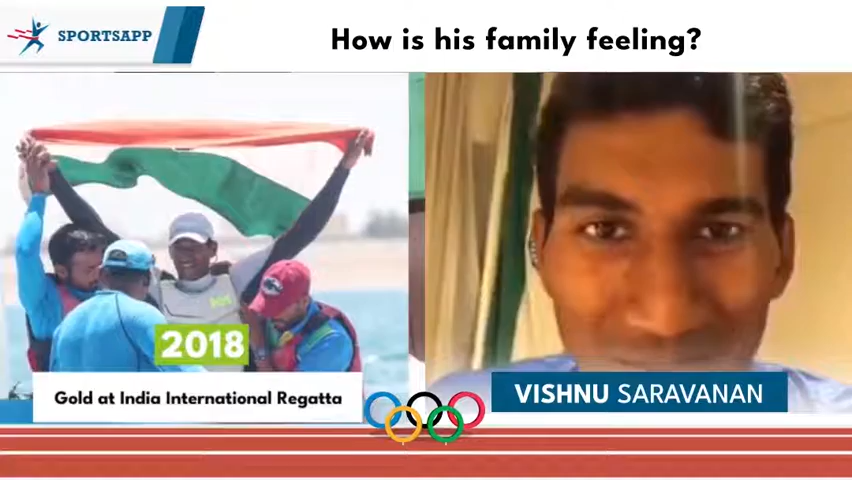 SPORTSAPP
How is his family feeling?
2018
Gold at India International Regatta
VISHNU SARAVANAN